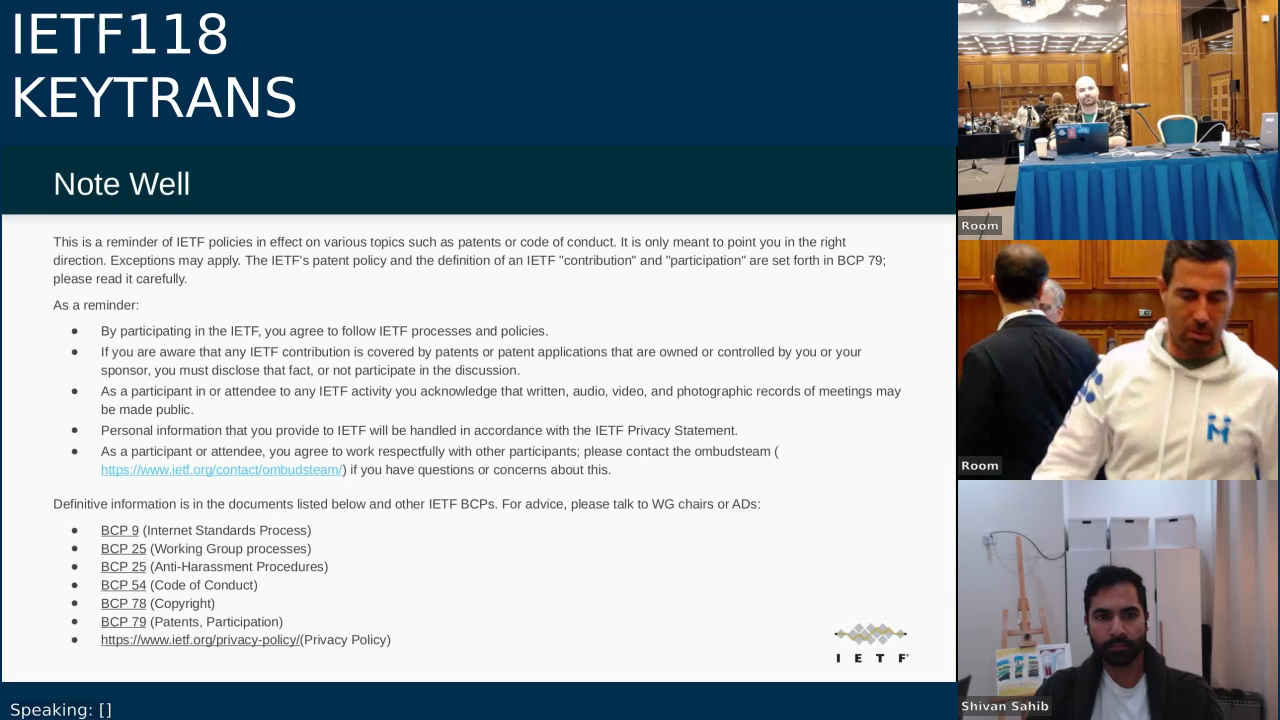 IETF118
KEYTRANS
Note Well
This is a reminder of IETF policies in effect on various topics such as patents or code of conduct. It is only meant to point you in the right
direction. Exceptions may apply. The IETF's patent policy and the definition of an IETF "contribution" and "participation" are set forth in BCP 79;
please read it carefully.
As a reminder:
● By participating in the IETF, you agree to follow IETF processes and policies.
● If you are aware that any IETF contribution is covered by patents or patent applications that are owned or controlled by you or your
sponsor, you must disclose that fact, or not participate in the discussion.
● As a participant in or attendee to any IETF activity you acknowledge that written, audio, video, and photographic records of meetings may
be made public.
● Personal information that you provide to IETF will be handled in accordance with the IETF Privacy Statement.
● As a participant or attendee, you agree to work respectfully with other participants; please contact the ombudsteam (
https://www.ietf.org/contact/ombudsteam/) if you have questions or concerns about this.
Definitive information is in the documents listed below and other IETF BCPs. For advice, please talk to WG chairs or ADs:
● BCP 9 (Internet Standards Process)
● BCP 25 (Working Group processes)
● BCP 25 (Anti-Harassment Procedures)
● BCP 54 (Code of Conduct)
● BCP 78 (Copyright)
● BCP 79 (Patents, Participation)
● https://www.ietf.org/privacy-policy/(Privacy Policy)
I E T F
Speaking: []
Room
Room
Shivan Sahib